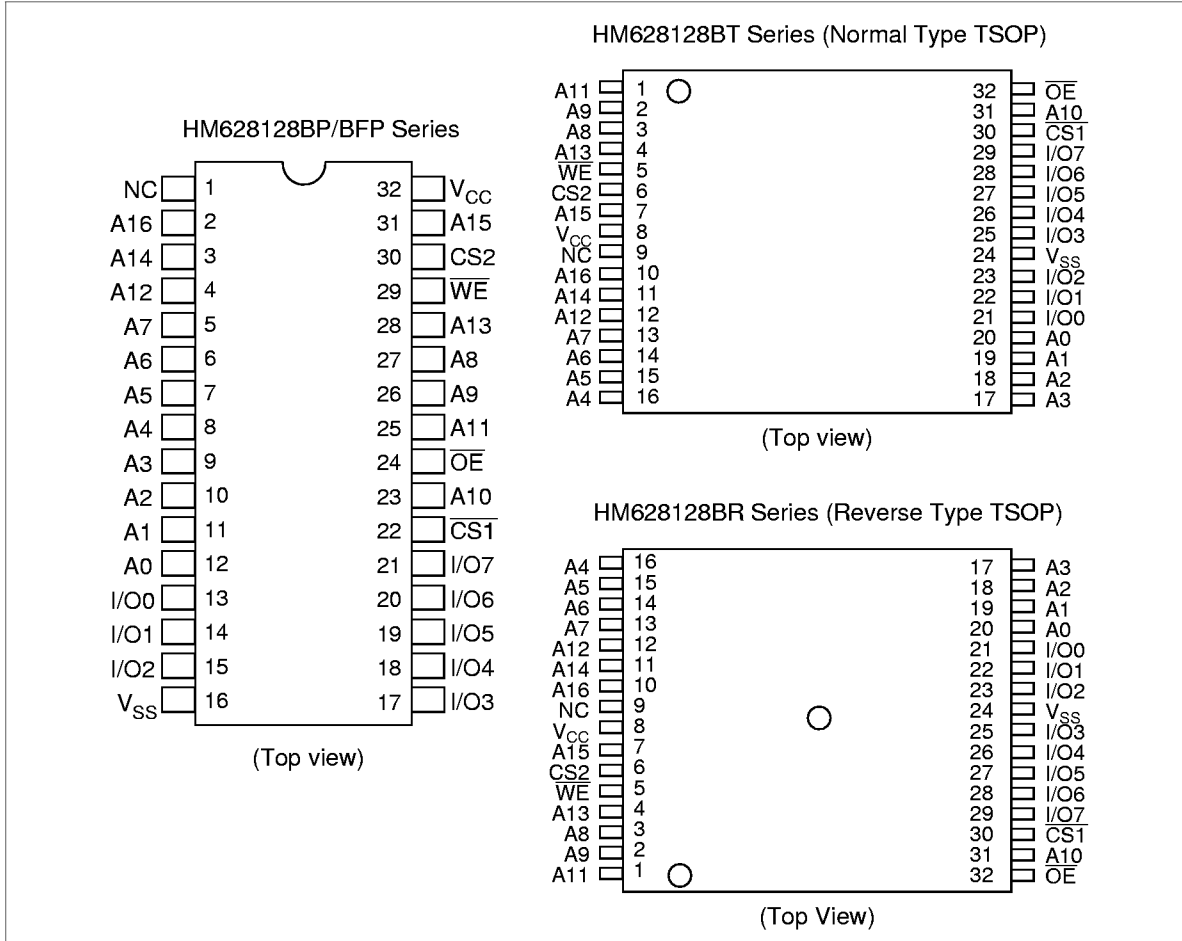 HM628128BP/BFP Series
NC 1 32 VCC
A16 2 31 A15
A14 3 30 CS2
A12 4 29 W̅E̅
A7 5 28 A13
A6 6 27 A8
A5 7 26 A9
A4 8 25 A11
A3 9 24 O̅E̅
A2 10 23 A10
A1 11 22 C̅S̅1̅
A0 12 21 I/O7
I/O0 13 20 I/O6
I/O1 14 19 I/O5
I/O2 15 18 I/O4
VSS 16 17 I/O3
(Top view)
HM628128BT Series (Normal Type TSOP)
A11 1 32 O̅E̅
A9 2 31 A10
A8 3 30 C̅S̅1̅
A13 4 29 I/O7
W̅E̅ 5 28 I/O6
CS2 6 27 I/O5
A15 7 26 I/O4
VCC 8 25 I/O3
NC 9 24 VSS
A16 10 23 I/O2
A14 11 22 I/O1
A12 12 21 I/O0
A7 13 20 A0
A6 14 19 A1
A5 15 18 A2
A4 16 17 A3
(Top view)
HM628128BR Series (Reverse Type TSOP)
A4 16 17 A3
A5 15 18 A2
A6 14 19 A1
A7 13 20 A0
A12 12 21 I/O0
A14 11 22 I/O1
A16 10 23 I/O2
NC 9 24 VSS
VCC 8 25 I/O3
A15 7 26 I/O4
CS2 6 27 I/O5
W̅E̅ 5 28 I/O6
A13 4 29 I/O7
A8 3 30 C̅S̅1̅
A9 2 31 A10
A11 1 32 O̅E̅
(Top View)